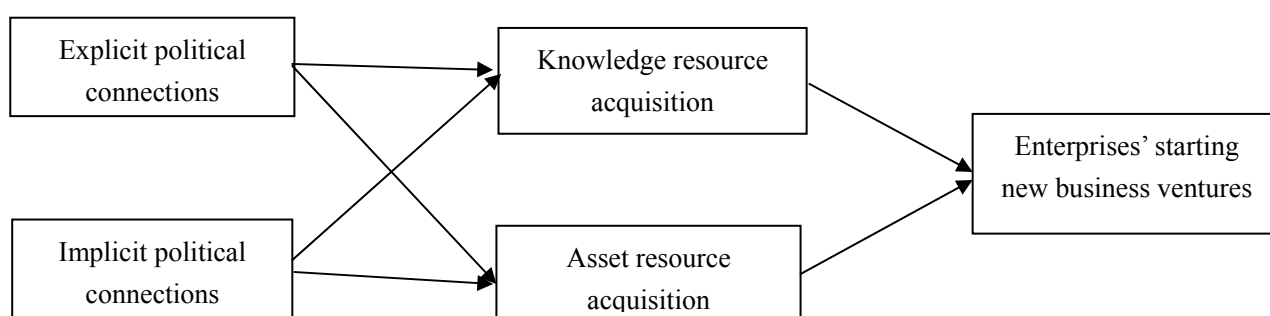 Explicit political
connections
Knowledge resource
acquisition
Enterprises’ starting
new business ventures
Implicit political
connections
Asset resource
acquisition